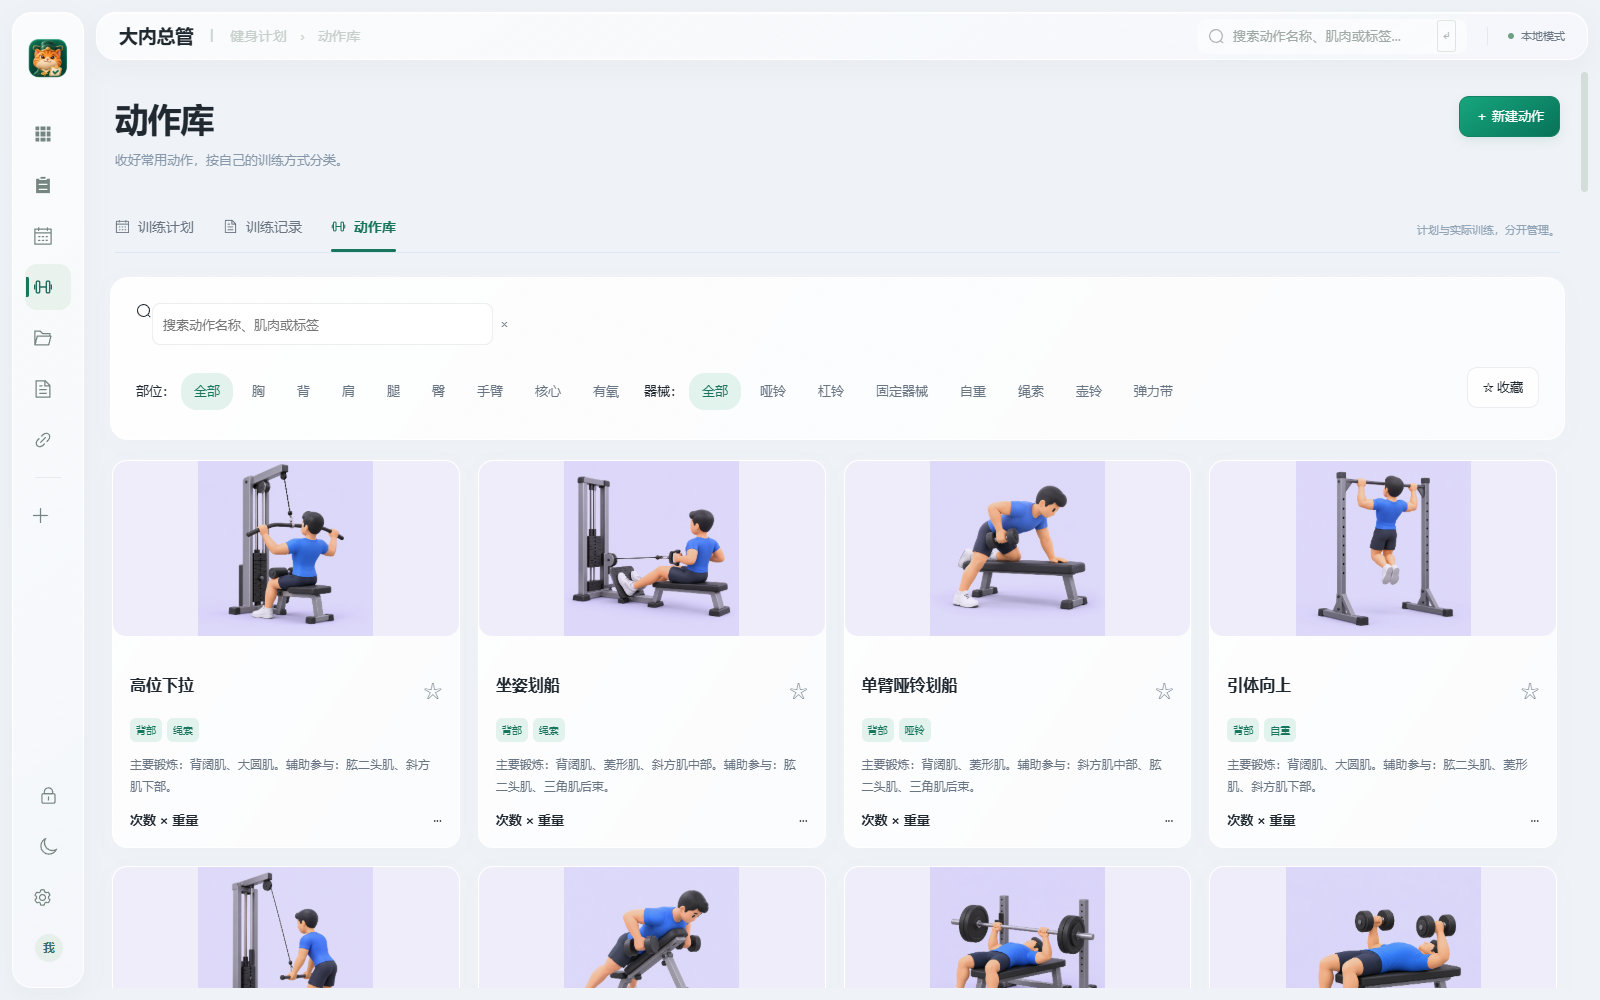 大内总管 | 健身计划 › 动作库
搜索动作名称、肌肉或标签...
本地模式
动作库
+ 新建动作
收好常用动作，按自己的训练方式分类。
训练计划 训练记录 动作库
计划与实际训练，分开管理。
搜索动作名称、肌肉或标签 ×
部位： 全部 胸 背 肩 腿 臀 手臂 核心 有氧 器械： 全部 哑铃 杠铃 固定器械 自重 绳索 壶铃 弹力带
☆ 收藏
高位下拉
背部 绳索
主要锻炼：背阔肌、大圆肌。辅助参与：肱二头肌、斜方
肌下部。
次数 × 重量 ...
坐姿划船
背部 绳索
主要锻炼：背阔肌、菱形肌、斜方肌中部。辅助参与：肱
二头肌、三角肌后束。
次数 × 重量 ...
单臂哑铃划船
背部 哑铃
主要锻炼：背阔肌、菱形肌。辅助参与：斜方肌中部、肱
二头肌、三角肌后束。
次数 × 重量 ...
引体向上
背部 自重
主要锻炼：背阔肌、大圆肌。辅助参与：肱二头肌、菱形
肌、斜方肌下部。
次数 × 重量 ...
我